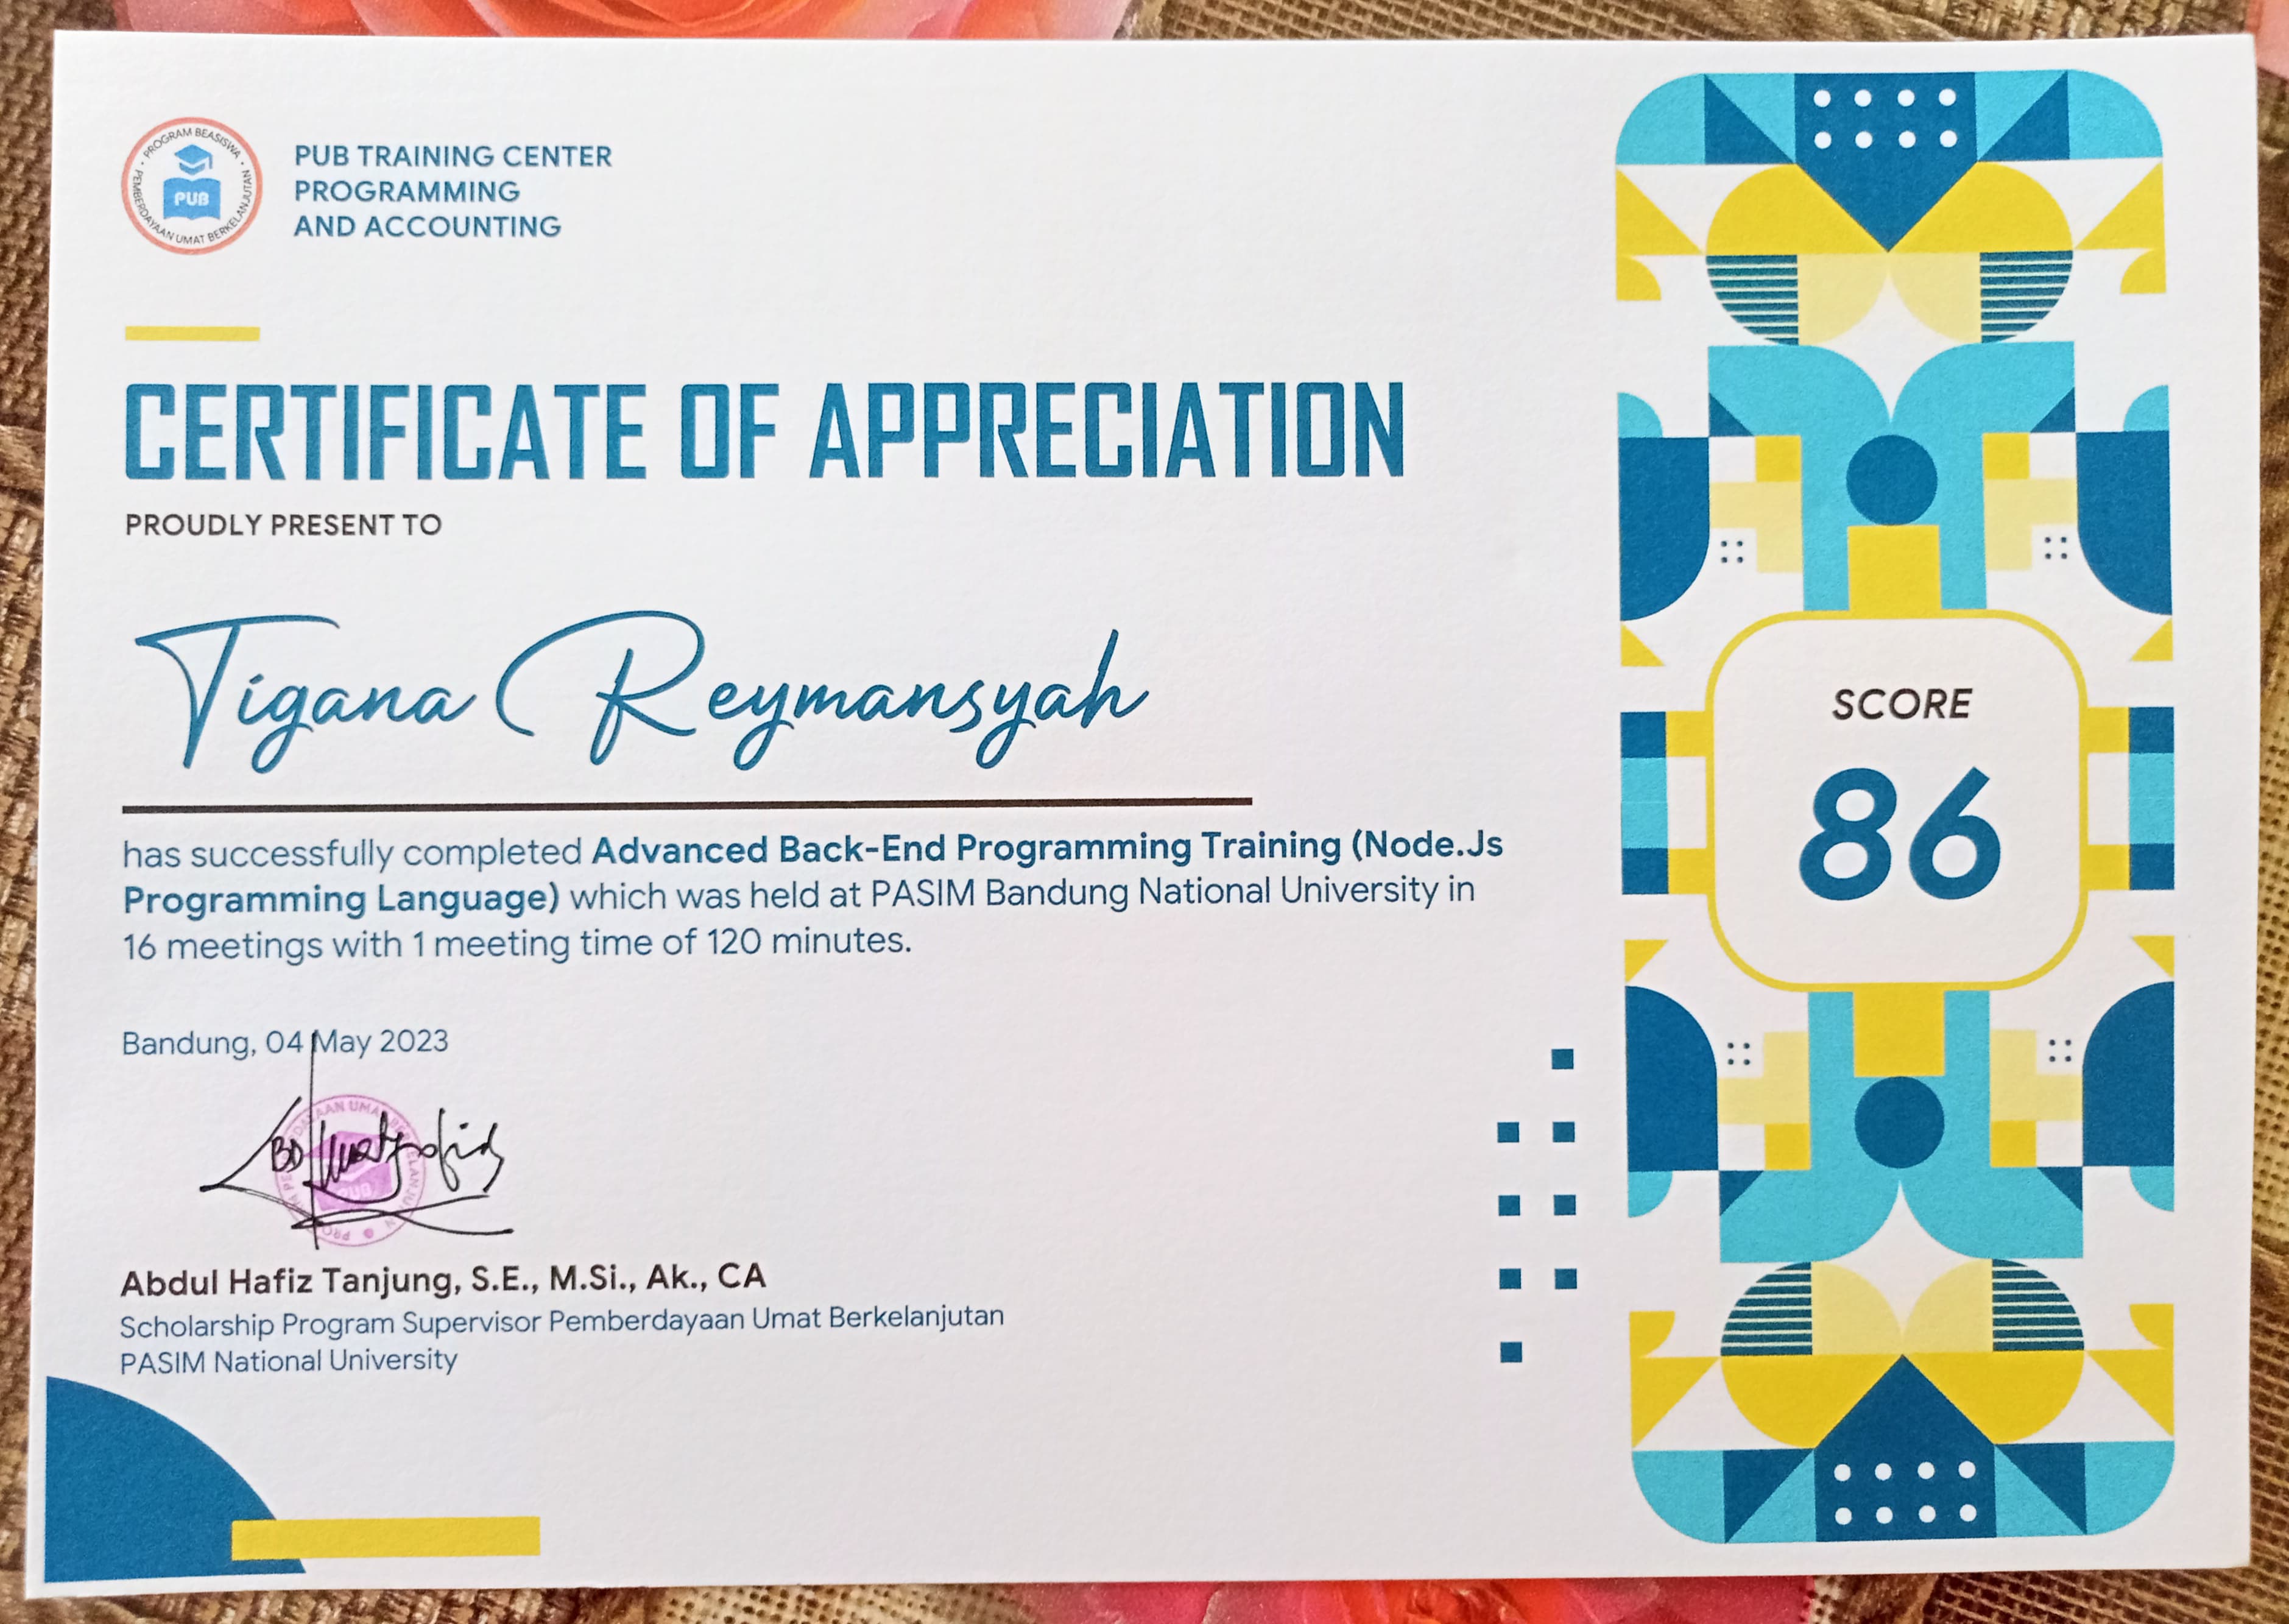 PROGRAM BEASISWA
PEMBERDAYAAN UMAT BERKELANJUTAN
PUB
PUB TRAINING CENTER
PROGRAMMING
AND ACCOUNTING
CERTIFICATE OF APPRECIATION
PROUDLY PRESENT TO
Tigana Reymansyah
has successfully completed Advanced Back-End Programming Training (Node.Js
Programming Language) which was held at PASIM Bandung National University in
16 meetings with 1 meeting time of 120 minutes.
SCORE
86
Bandung, 04 May 2023
PUB
Abdul Hafiz Tanjung, S.E., M.Si., Ak., CA
Scholarship Program Supervisor Pemberdayaan Umat Berkelanjutan
PASIM National University